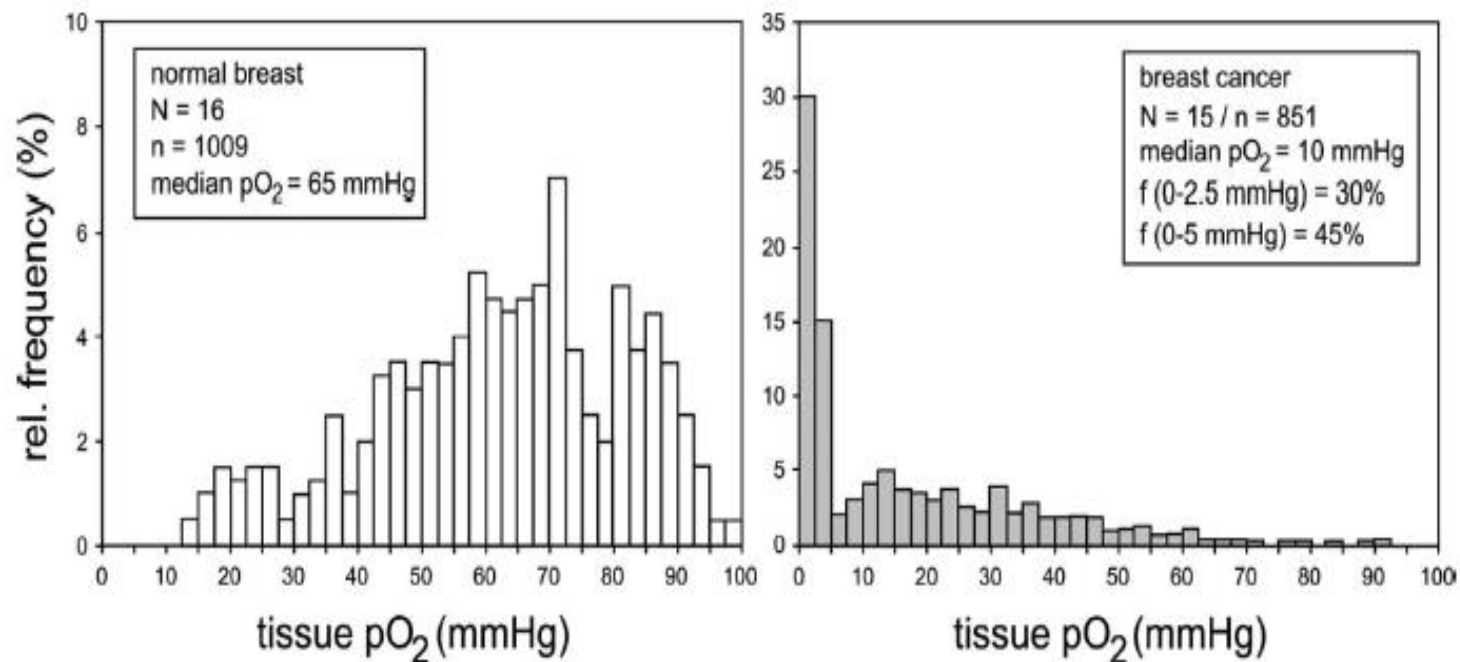 rel. frequency (%)
10
8
6
4
2
0
normal breast
N = 16
n = 1009
median pO₂ = 65 mmHg
0 10 20 30 40 50 60 70 80 90 100
tissue pO₂ (mmHg)
35
30
25
20
15
10
5
0
breast cancer
N = 15 / n = 851
median pO₂ = 10 mmHg
f (0-2.5 mmHg) = 30%
f (0-5 mmHg) = 45%
0 10 20 30 40 50 60 70 80 90 100
tissue pO₂ (mmHg)